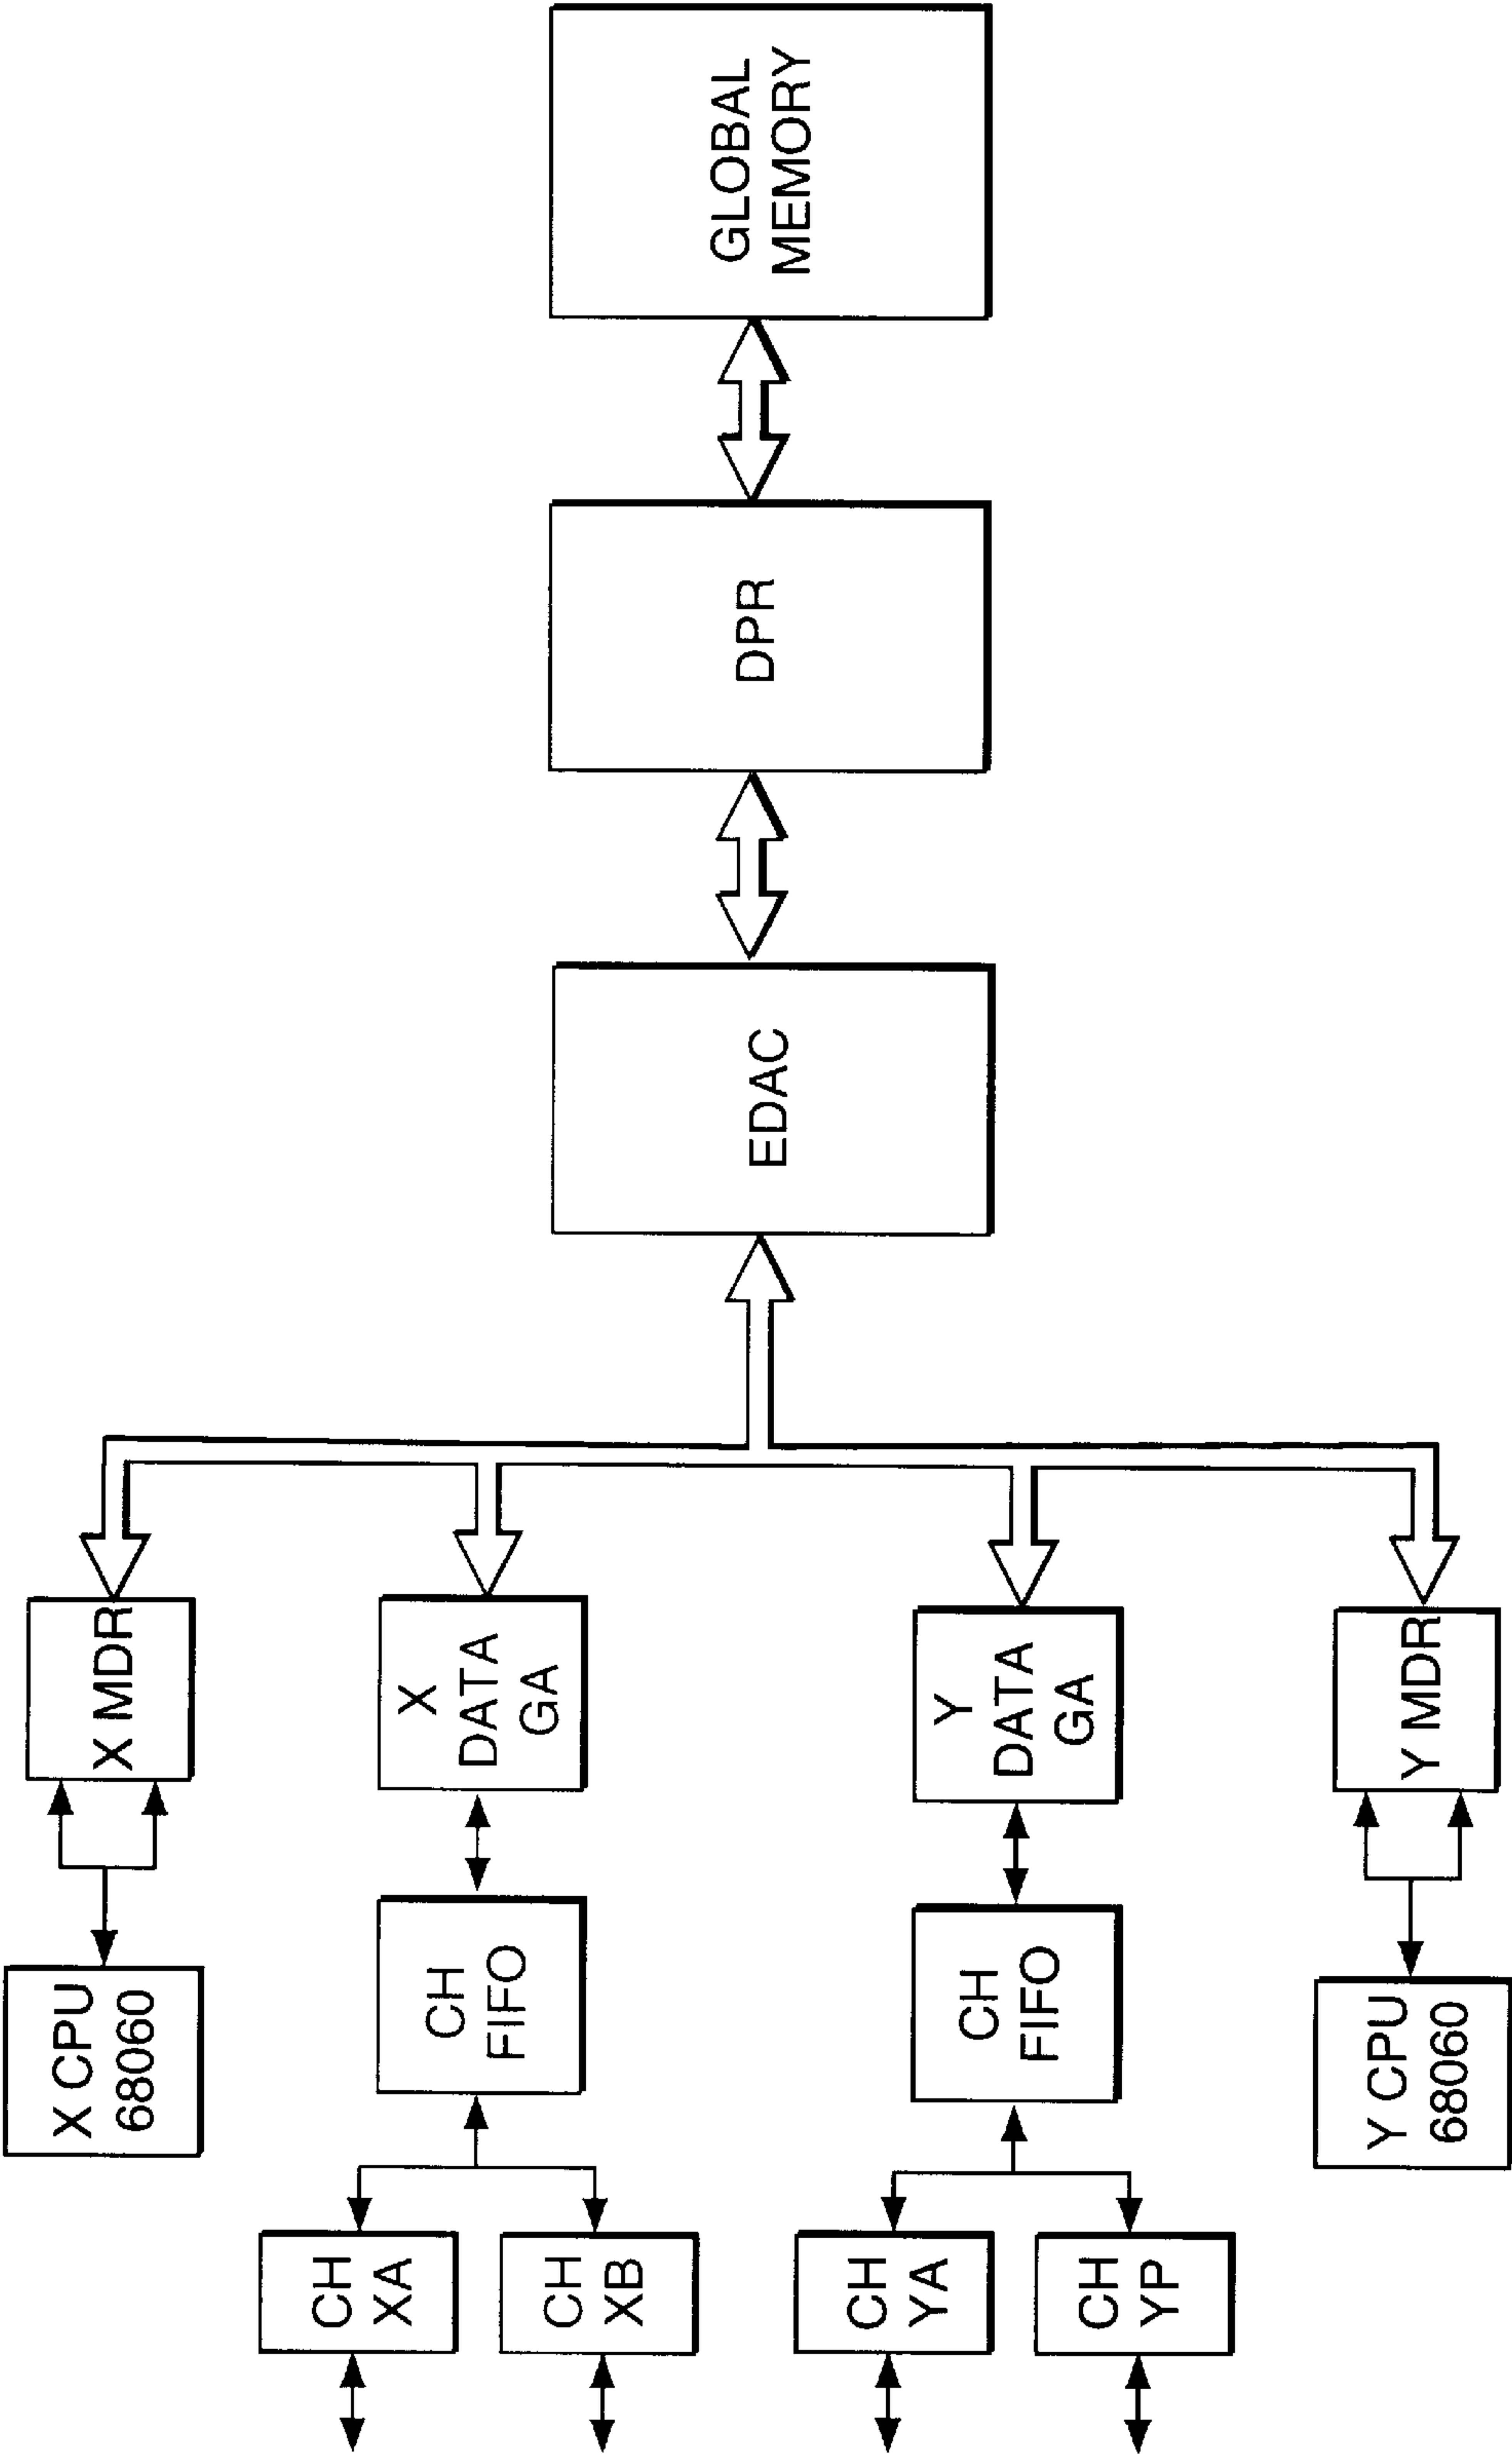 GLOBAL
MEMORY
DPR
EDAC
X MDR
X
DATA
GA
Y
DATA
GA
Y MDR
X CPU
68060
CH
FIFO
CH
FIFO
Y CPU
68060
CH
XA
CH
XB
CH
YA
CH
YP